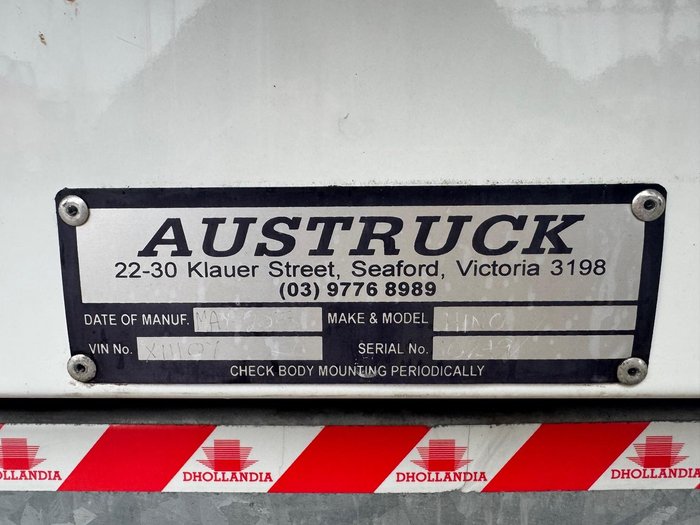 AUSTRUCK
22-30 Klauer Street, Seaford, Victoria 3198
(03) 9776 8989
DATE OF MANUF. MAY MAKE & MODEL HINO
VIN No. SERIAL No.
CHECK BODY MOUNTING PERIODICALLY
DHOLLANDIA DHOLLANDIA DHOLLANDIA DHOLLANDIA